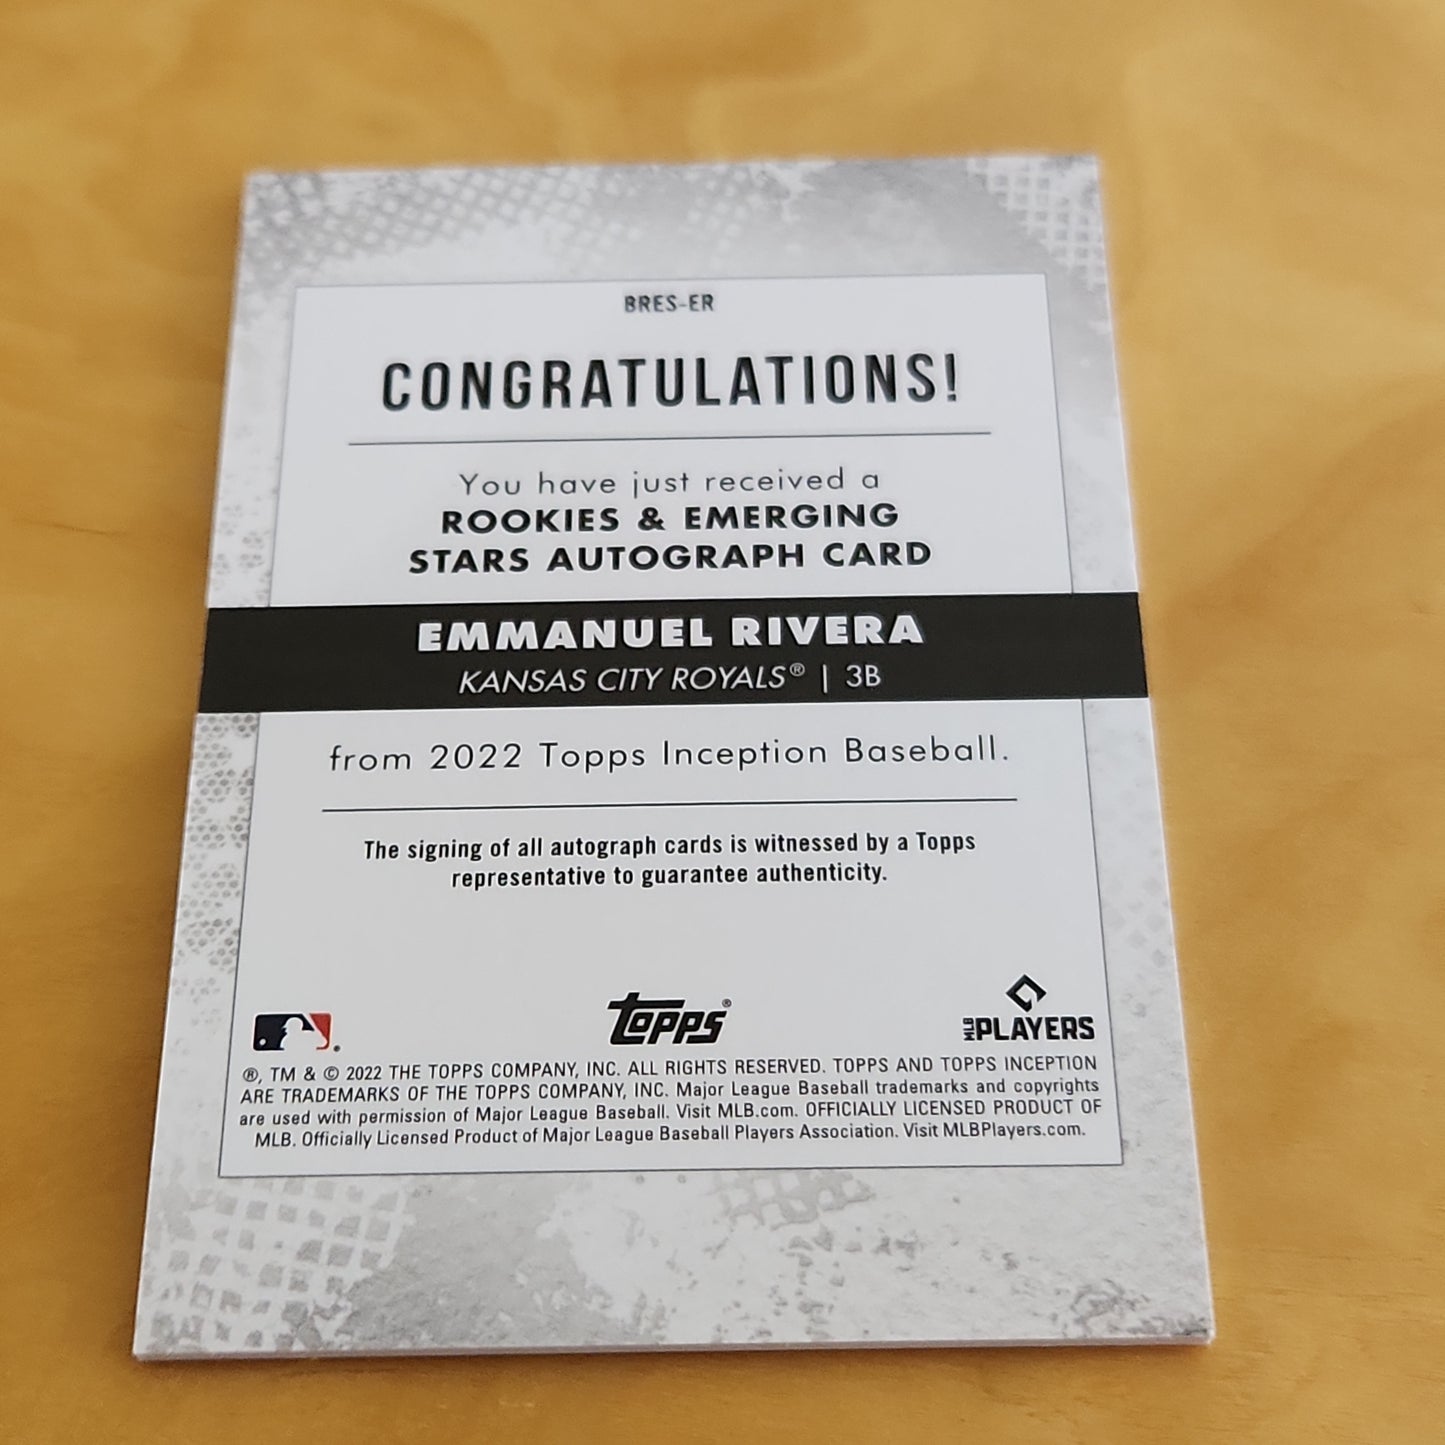 BRES-ER
CONGRATULATIONS!
You have just received a
ROOKIES & EMERGING
STARS AUTOGRAPH CARD
EMMANUEL RIVERA
KANSAS CITY ROYALS® | 3B
from 2022 Topps Inception Baseball.
The signing of all autograph cards is witnessed by a Topps
representative to guarantee authenticity.
topps®
MLB PLAYERS
®, TM & © 2022 THE TOPPS COMPANY, INC. ALL RIGHTS RESERVED. TOPPS AND TOPPS INCEPTION
ARE TRADEMARKS OF THE TOPPS COMPANY, INC. Major League Baseball trademarks and copyrights
are used with permission of Major League Baseball. Visit MLB.com. OFFICIALLY LICENSED PRODUCT OF
MLB. Officially Licensed Product of Major League Baseball Players Association. Visit MLBPlayers.com.